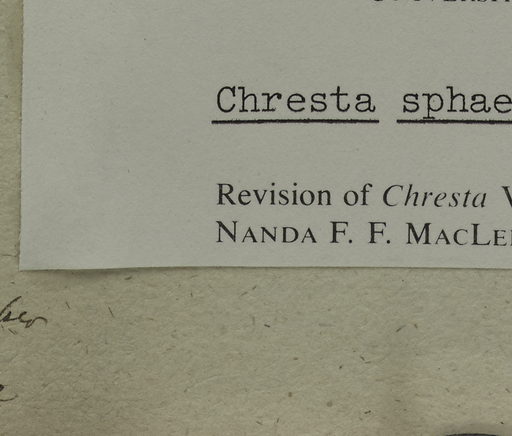 Chresta sphae
Revision of Chresta V
NANDA F. F. MACLE